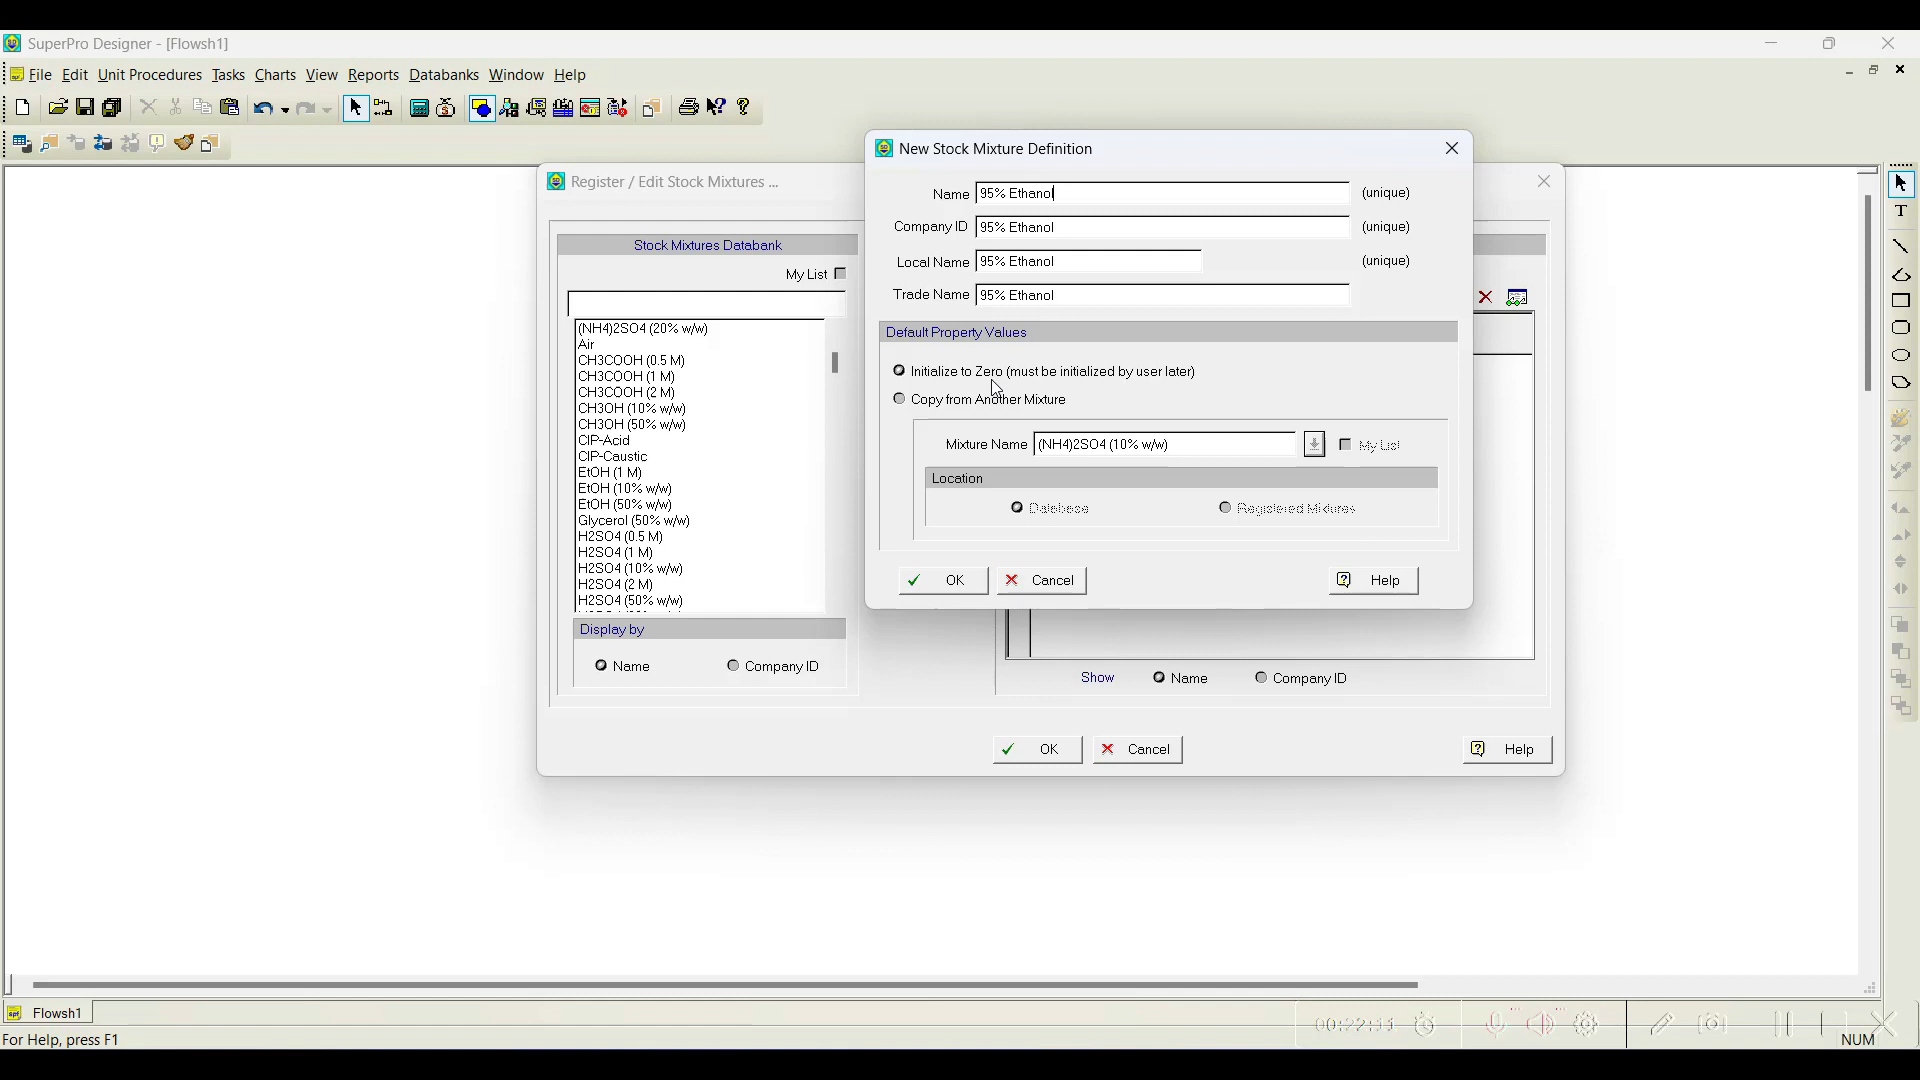 SuperPro Designer - [Flowsh1]
File Edit Unit Procedures Tasks Charts View Reports Databanks Window Help
New Stock Mixture Definition
Register / Edit Stock Mixtures ...
Name 95% Ethanol (unique)
Company ID 95% Ethanol (unique)
Local Name 95% Ethanol (unique)
Trade Name 95% Ethanol
Default Property Values
Initialize to Zero (must be initialized by user later)
Copy from Another Mixture
Mixture Name (NH4)2SO4 (10% w/w) My List
Location
Database Registered Mixtures
OK Cancel Help
Stock Mixtures Databank
My List
(NH4)2SO4 (20% w/w)
Air
CH3COOH (0.5 M)
CH3COOH (1 M)
CH3COOH (2 M)
CH3OH (10% w/w)
CH3OH (50% w/w)
CIP-Acid
CIP-Caustic
EtOH (1 M)
EtOH (10% w/w)
EtOH (50% w/w)
Glycerol (50% w/w)
H2SO4 (0.5 M)
H2SO4 (1 M)
H2SO4 (10% w/w)
H2SO4 (2 M)
H2SO4 (50% w/w)
Display by
Name Company ID
Show Name Company ID
OK Cancel Help
Flowsh1
For Help, press F1
NUM